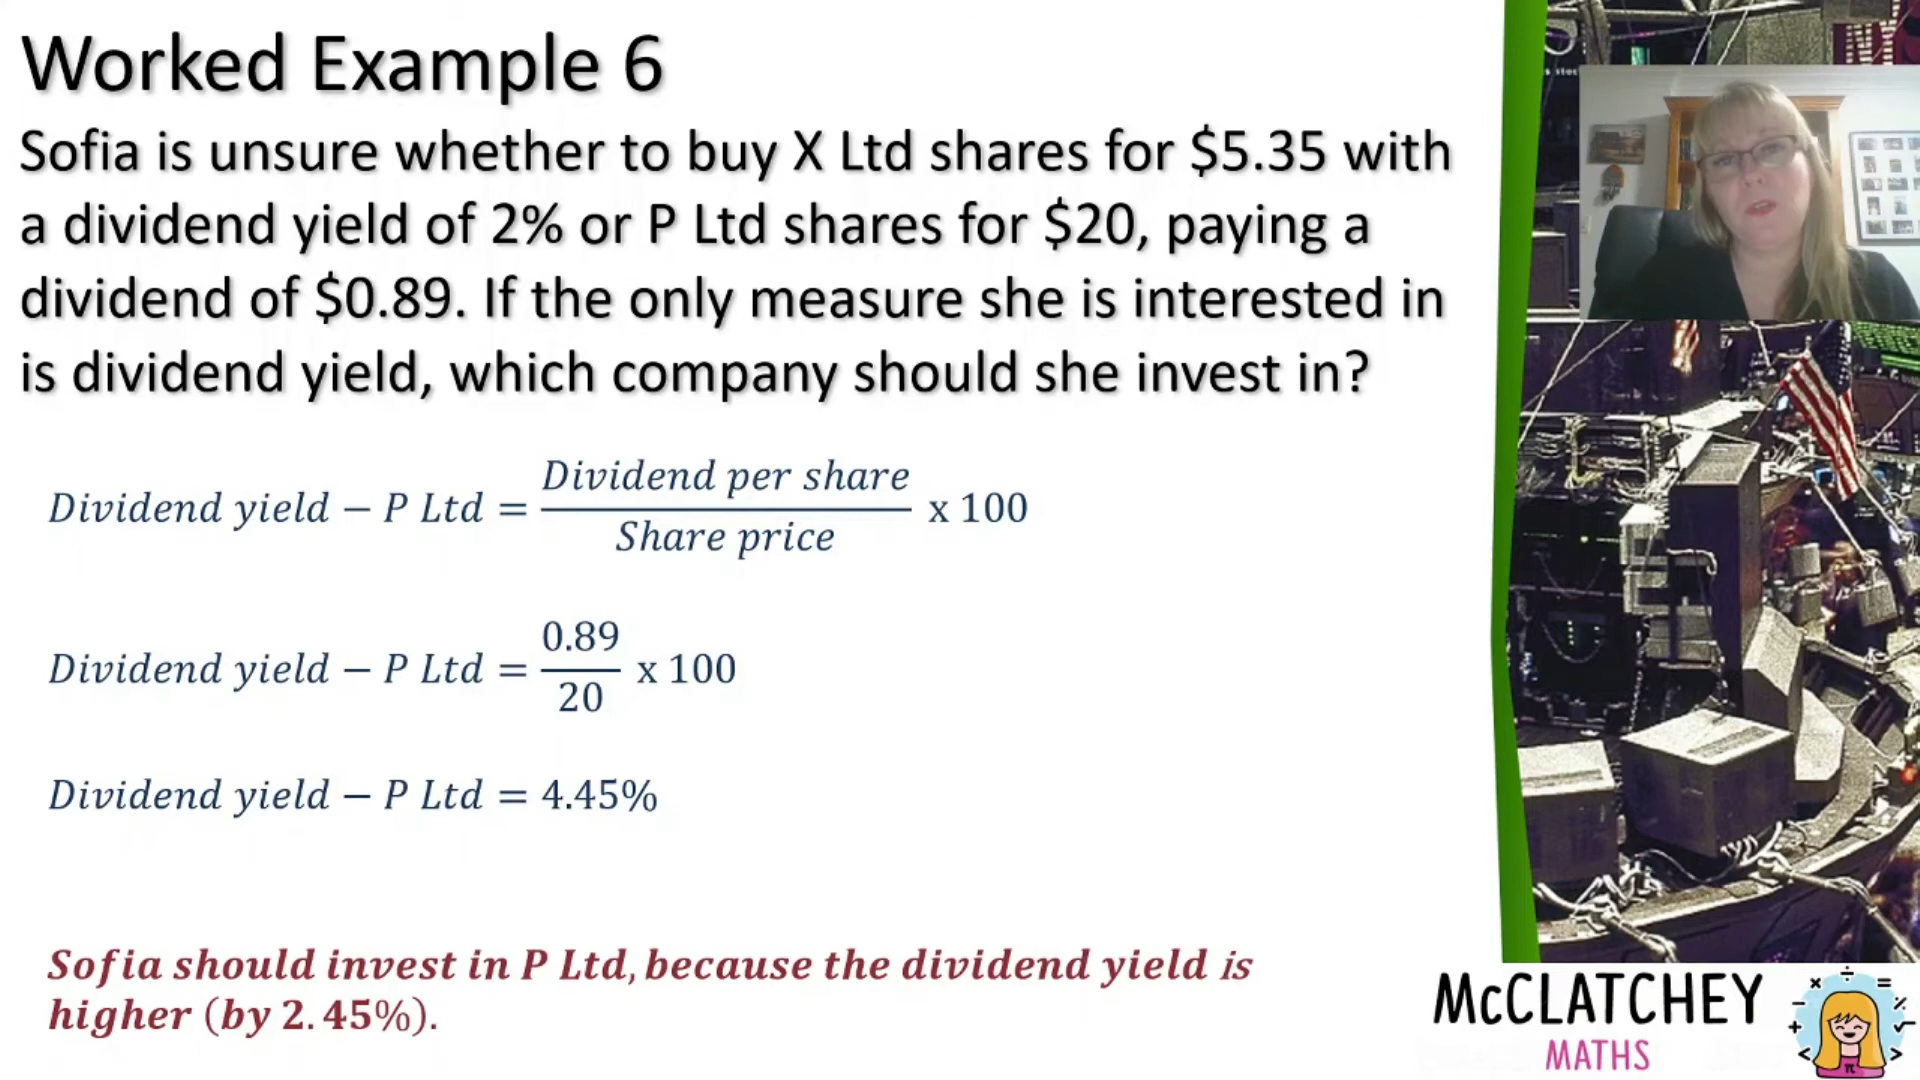 Worked Example 6
Sofia is unsure whether to buy X Ltd shares for $5.35 with
a dividend yield of 2% or P Ltd shares for $20, paying a
dividend of $0.89. If the only measure she is interested in
is dividend yield, which company should she invest in?
Dividend yield − P Ltd = Dividend per share / Share price x 100
Dividend yield − P Ltd = 0.89 / 20 x 100
Dividend yield − P Ltd = 4.45%
Sofia should invest in P Ltd, because the dividend yield is
higher (by 2.45%).
McCLATCHEY
MATHS